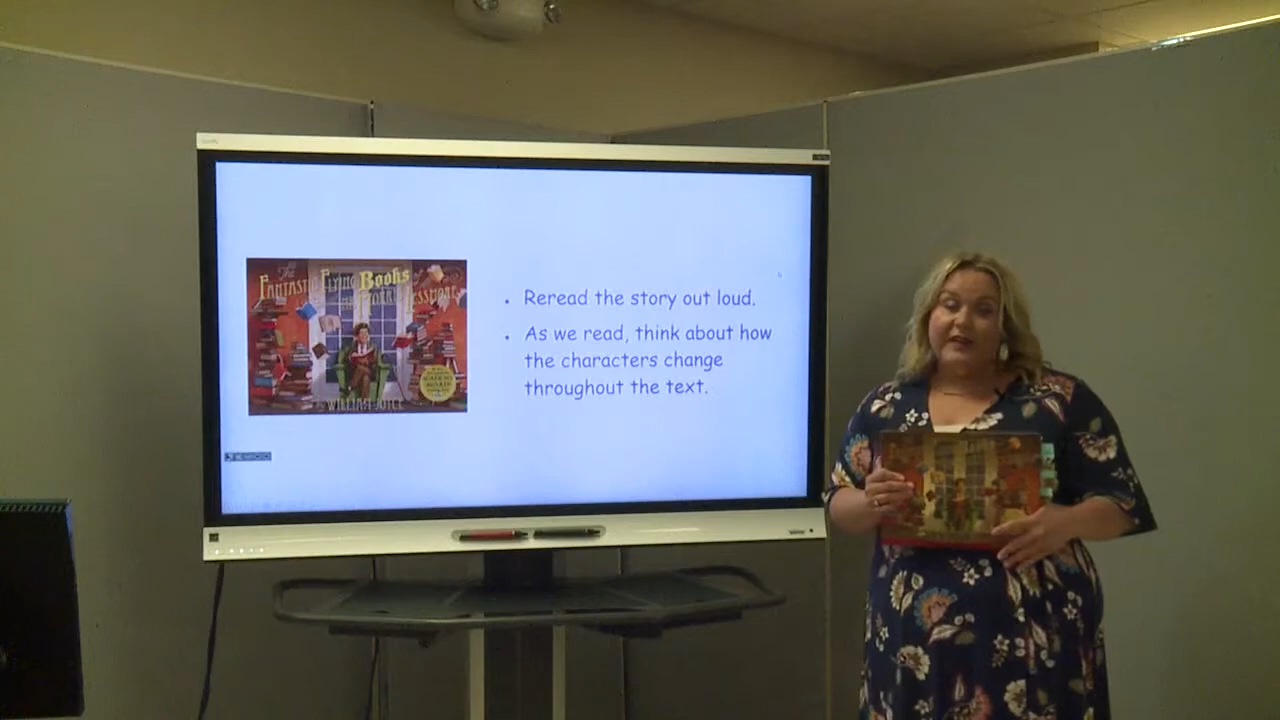 The
FANTASTIC FLYING Books
OF MORRIS LESSMORE
WILLIAM JOYCE
• Reread the story out loud.
• As we read, think about how
the characters change
throughout the text.